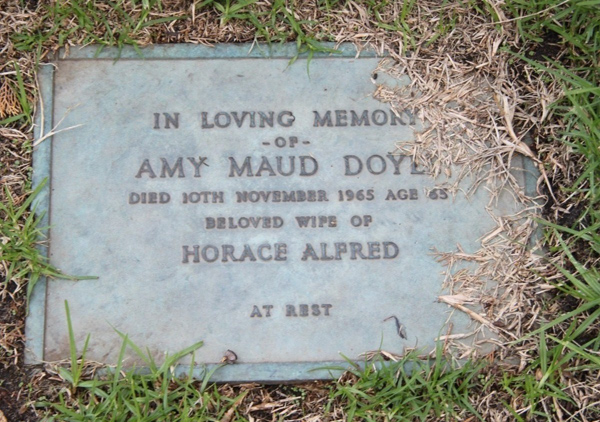 IN LOVING MEMORY
-OF-
AMY MAUD DOYLE
DIED 10TH NOVEMBER 1965 AGE 65
BELOVED WIFE OF
HORACE ALFRED
AT REST